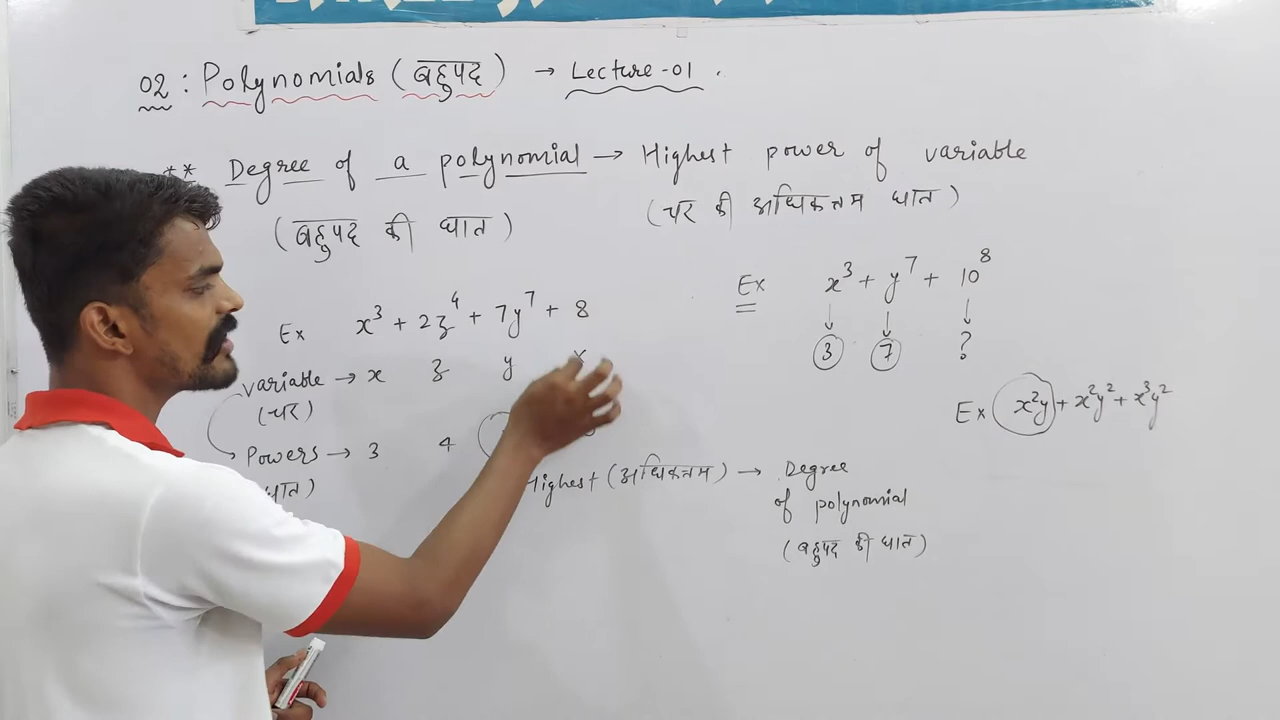 02 : Polynomials (बहुपद) → Lecture-01 .
** Degree of a polynomial → Highest power of variable
(बहुपद की घात) (चर की अधिकतम घात)
Ex x³ + 2z⁴ + 7y⁷ + 8
variable → x z y x
(चर)
Powers → 3 4
घात)
Highest (अधिकतम) → Degree
of polynomial
(बहुपद की घात)
Ex x³ + y⁷ + 10⁸
↓ ↓ ↓
3 7 ?
Ex x²y + x²y² + x³y²